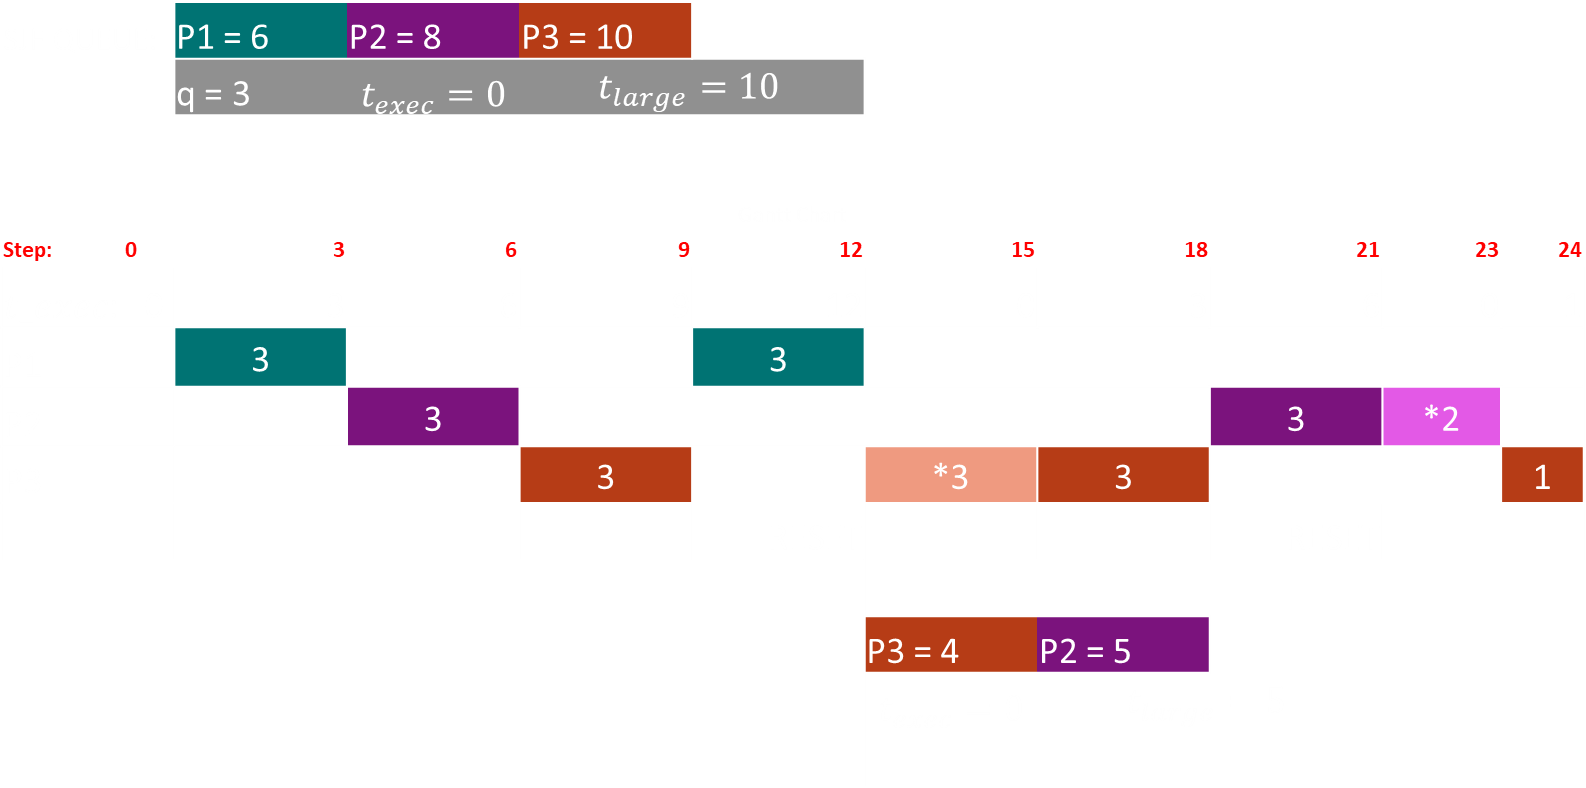 P1 = 6 P2 = 8 P3 = 10
q = 3 t_exec = 0 t_large = 10
Step: 0 3 6 9 12 15 18 21 23 24
3 3
3 3 *2
3 *3 3 1
P3 = 4 P2 = 5